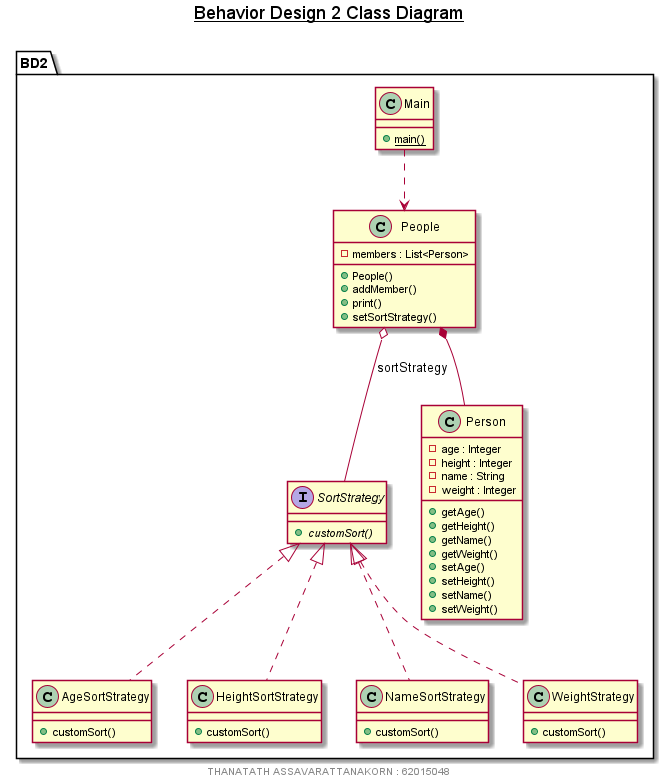 Behavior Design 2 Class Diagram
BD2
C Main
main()
C People
members : List<Person>
People()
addMember()
print()
setSortStrategy()
sortStrategy
C Person
age : Integer
height : Integer
name : String
weight : Integer
getAge()
getHeight()
getName()
getWeight()
setAge()
setHeight()
setName()
setWeight()
I SortStrategy
customSort()
C AgeSortStrategy
customSort()
C HeightSortStrategy
customSort()
C NameSortStrategy
customSort()
C WeightStrategy
customSort()
THANATATH ASSAVARATTANAKORN : 62015048